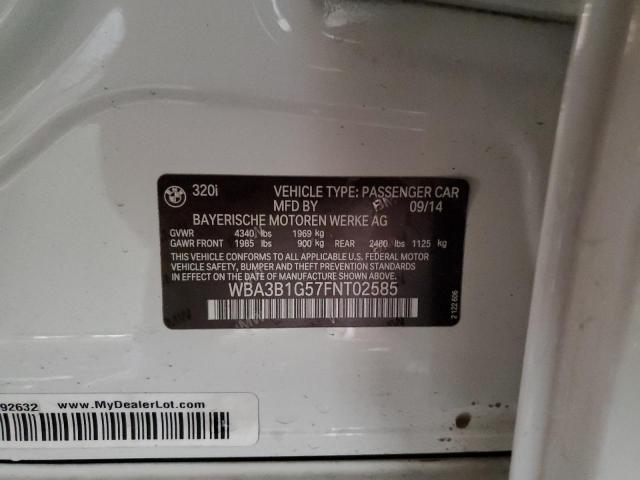 BMW
320i
VEHICLE TYPE: PASSENGER CAR
MFD BY 09/14
BAYERISCHE MOTOREN WERKE AG
GVWR 4340 lbs 1969 kg
GAWR FRONT 1985 lbs 900 kg REAR 2480 lbs 1125 kg
THIS VEHICLE CONFORMS TO ALL APPLICABLE U.S. FEDERAL MOTOR
VEHICLE SAFETY, BUMPER, AND THEFT PREVENTION STANDARDS
IN EFFECT ON THE DATE OF MANUFACTURE SHOWN ABOVE.
WBA3B1G57FNT02585
2 122 606
92632 www.MyDealerLot.com